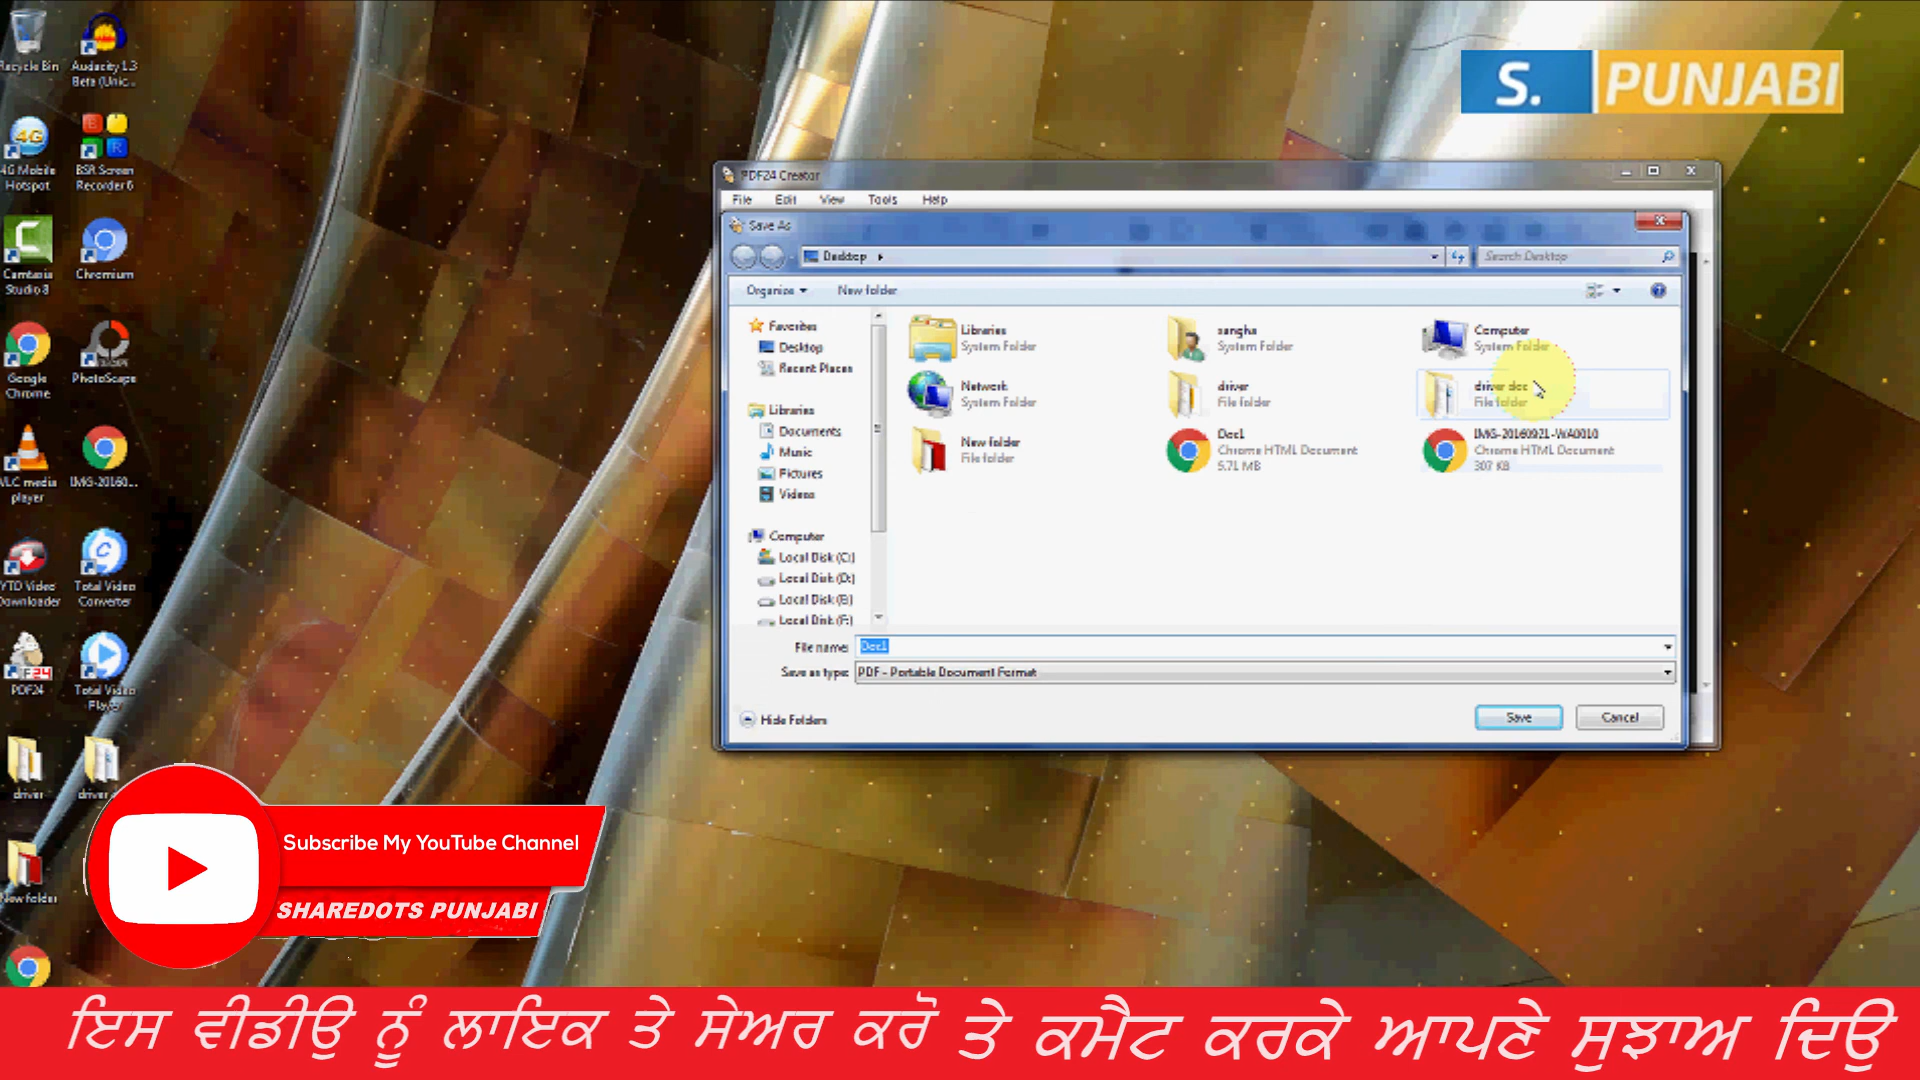 Recycle Bin
Audacity 1.3
Beta (Unic...
4G Mobile
Hotspot
BSR Screen
Recorder 6
Camtasia
Studio 8
Chromium
Google
Chrome
PhotoScape
VLC media
player
IMG-20160...
YTD Video
Downloader
Total Video
Converter
PDF24
Total Video
Player
driver
driver
New folder
S. PUNJABI
PDF24 Creator
File Edit View Tools Help
Save As
Desktop
Search Desktop
Organize
New folder
Favorites
Desktop
Recent Places
Libraries
Documents
Music
Pictures
Videos
Computer
Local Disk (C:)
Local Disk (D:)
Local Disk (E:)
Local Disk (F:)
Libraries
System Folder
sangha
System Folder
Computer
System Folder
Network
System Folder
driver
File folder
driver doc
File folder
New folder
File folder
Doc1
Chrome HTML Document
5.71 MB
IMG-20160921-WA0010
Chrome HTML Document
307 KB
File name: Doc1
Save as type: PDF - Portable Document Format
Hide Folders
Save
Cancel
Subscribe My YouTube Channel
SHAREDOTS PUNJABI
ਇਸ ਵੀਡੀਉ ਨੂੰ ਲਾਇਕ ਤੇ ਸੇਅਰ ਕਰੋ ਤੇ ਕਮੈਟ ਕਰਕੇ ਆਪਣੇ ਸੁਝਾਅ ਦਿਉ